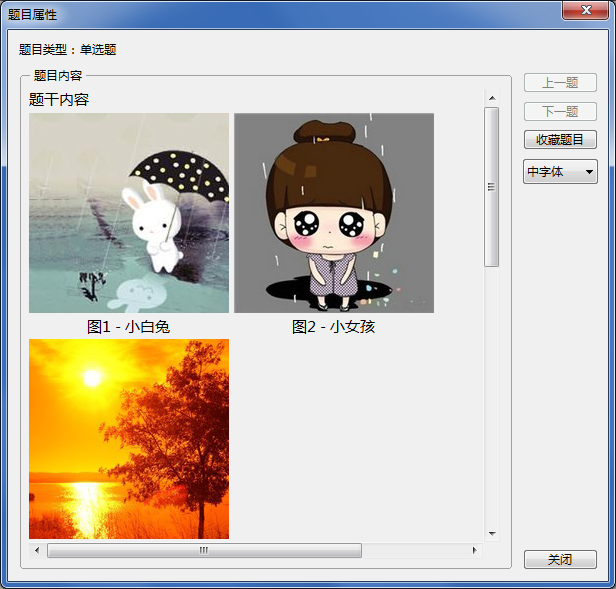 题目属性
题目类型：单选题
题目内容
题干内容
图1 - 小白兔
图2 - 小女孩
上一题
下一题
收藏题目
中字体
关闭